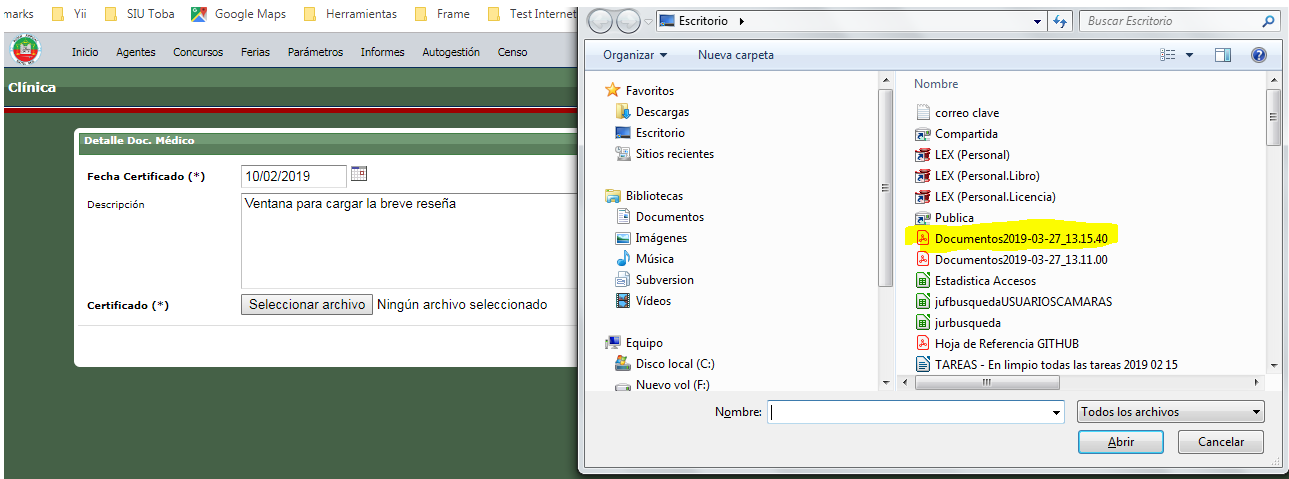 marks Yii SIU Toba Google Maps Herramientas Frame Test Internet
Inicio Agentes Concursos Ferias Parámetros Informes Autogestión Censo
Clínica
Detalle Doc. Médico
Fecha Certificado (*) 10/02/2019
Descripción Ventana para cargar la breve reseña
Certificado (*) Seleccionar archivo Ningún archivo seleccionado
Escritorio Buscar Escritorio
Organizar Nueva carpeta
Favoritos
Descargas
Escritorio
Sitios recientes
Bibliotecas
Documentos
Imágenes
Música
Subversion
Vídeos
Equipo
Disco local (C:)
Nuevo vol (F:)
Nombre
correo clave
Compartida
LEX (Personal)
LEX (Personal.Libro)
LEX (Personal.Licencia)
Publica
Documentos2019-03-27_13.15.40
Documentos2019-03-27_13.11.00
Estadistica Accesos
jufbusquedaUSUARIOSCAMARAS
jurbusqueda
Hoja de Referencia GITHUB
TAREAS - En limpio todas las tareas 2019 02 15
Nombre: Todos los archivos
Abrir Cancelar